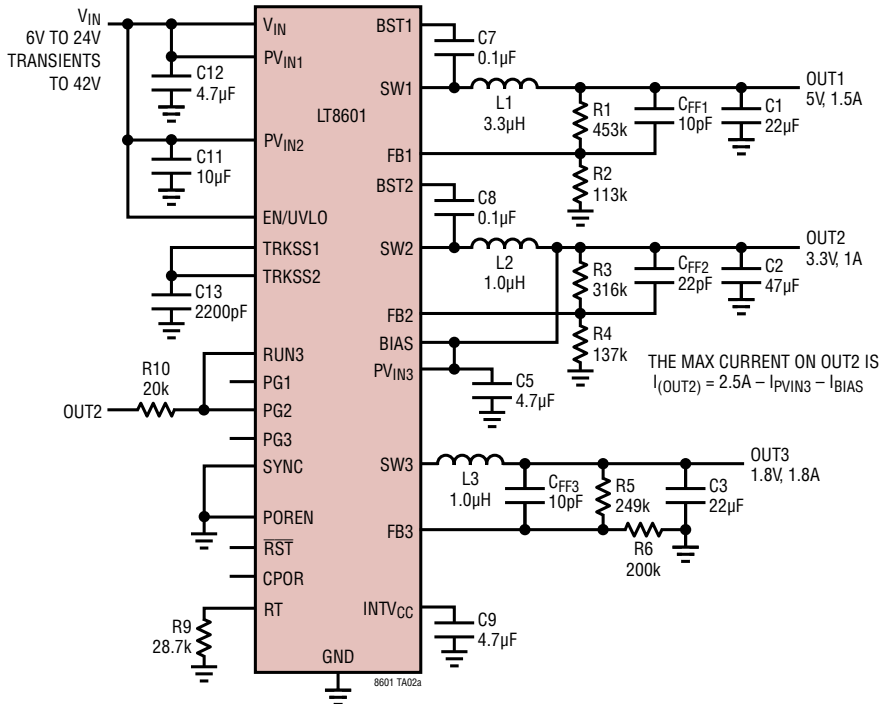 VIN
6V TO 24V
TRANSIENTS
TO 42V
C12
4.7µF
C11
10µF
C13
2200pF
R10
20k
OUT2
R9
28.7k
VIN
PVIN1
PVIN2
EN/UVLO
TRKSS1
TRKSS2
RUN3
PG1
PG2
PG3
SYNC
POREN
RST
CPOR
RT
LT8601
GND
BST1
SW1
FB1
BST2
SW2
FB2
BIAS
PVIN3
SW3
FB3
INTVCC
C7
0.1µF
L1
3.3µH
R1
453k
CFF1
10pF
C1
22µF
OUT1
5V, 1.5A
R2
113k
C8
0.1µF
L2
1.0µH
R3
316k
CFF2
22pF
C2
47µF
OUT2
3.3V, 1A
R4
137k
C5
4.7µF
THE MAX CURRENT ON OUT2 IS
I(OUT2) = 2.5A – IPVIN3 – IBIAS
L3
1.0µH
CFF3
10pF
R5
249k
C3
22µF
OUT3
1.8V, 1.8A
R6
200k
C9
4.7µF
8601 TA02a